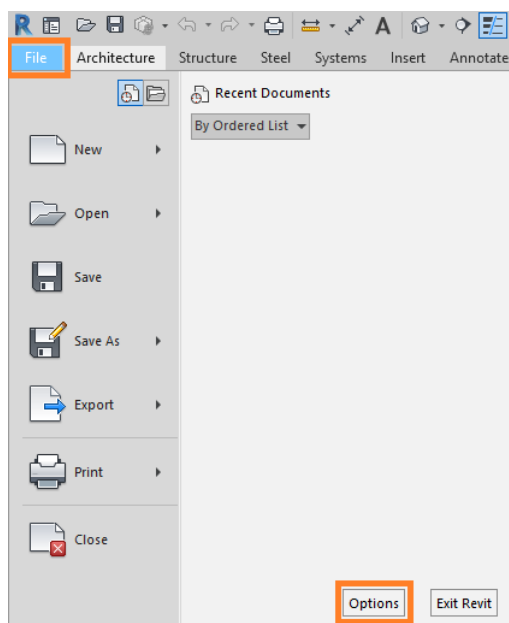 R
A
File Architecture Structure Steel Systems Insert Annotate
Recent Documents
By Ordered List
New
Open
Save
Save As
Export
Print
Close
Options Exit Revit